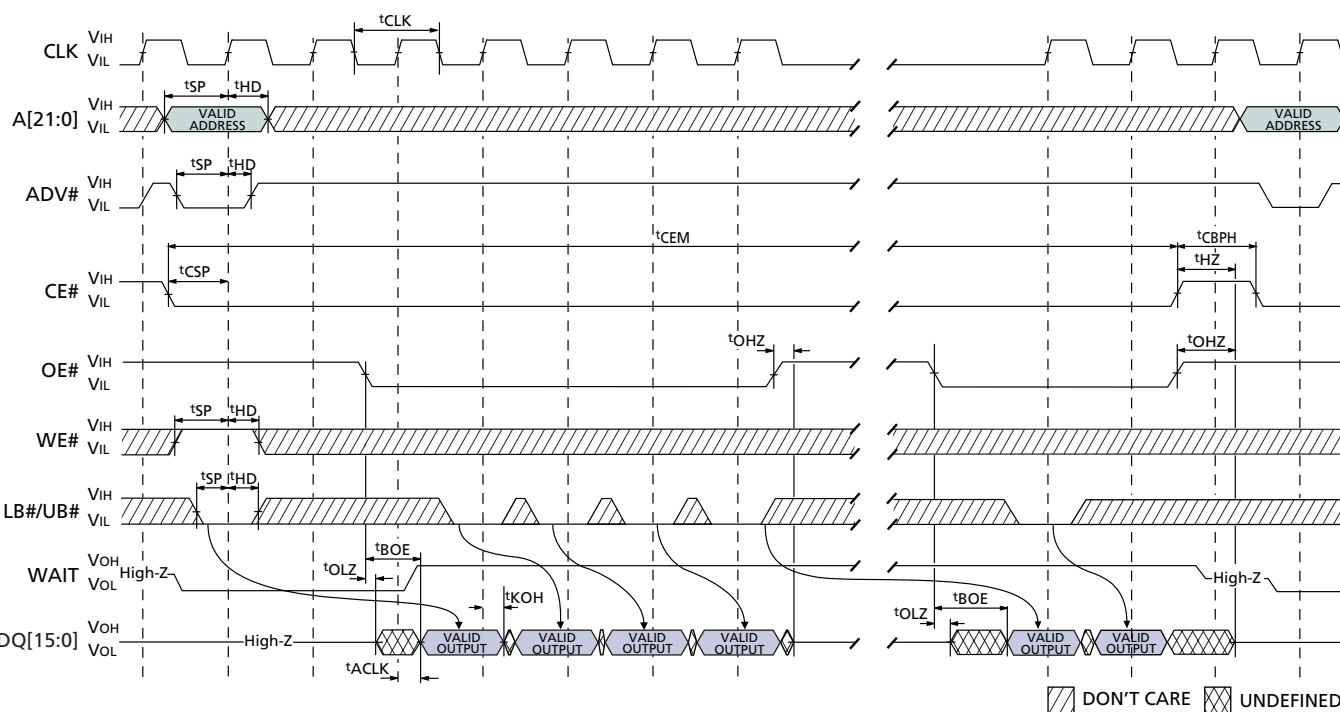 tCLK
CLK VIH
VIL
tSP tHD
A[21:0] VIH
VIL
VALID ADDRESS
VALID ADDRESS
tSP tHD
ADV# VIH
VIL
tCEM
tCBPH
tHZ
tCSP
CE# VIH
VIL
tOHZ
tOHZ
OE# VIH
VIL
tSP tHD
WE# VIH
VIL
tSP tHD
LB#/UB# VIH
VIL
tBOE
tOLZ
WAIT VOH
VOL
High-Z
High-Z
tKOH
tBOE
tOLZ
DQ[15:0] VOH
VOL
High-Z
VALID OUTPUT
VALID OUTPUT
VALID OUTPUT
VALID OUTPUT
VALID OUTPUT
VALID OUTPUT
tACLK
DON'T CARE
UNDEFINED